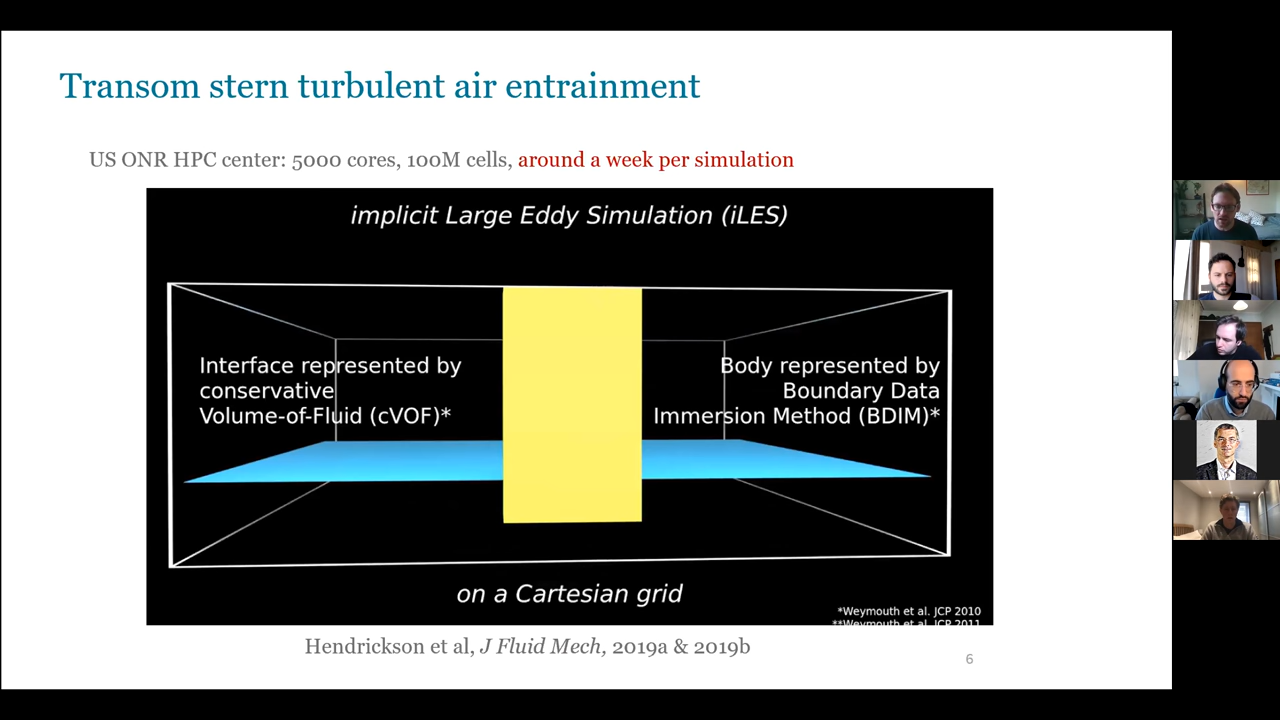 Transom stern turbulent air entrainment
US ONR HPC center: 5000 cores, 100M cells, around a week per simulation
implicit Large Eddy Simulation (iLES)
Interface represented by
conservative
Volume-of-Fluid (cVOF)*
Body represented by
Boundary Data
Immersion Method (BDIM)*
on a Cartesian grid
*Weymouth et al. JCP 2010
**Weymouth et al. JCP 2011
Hendrickson et al, J Fluid Mech, 2019a & 2019b
6